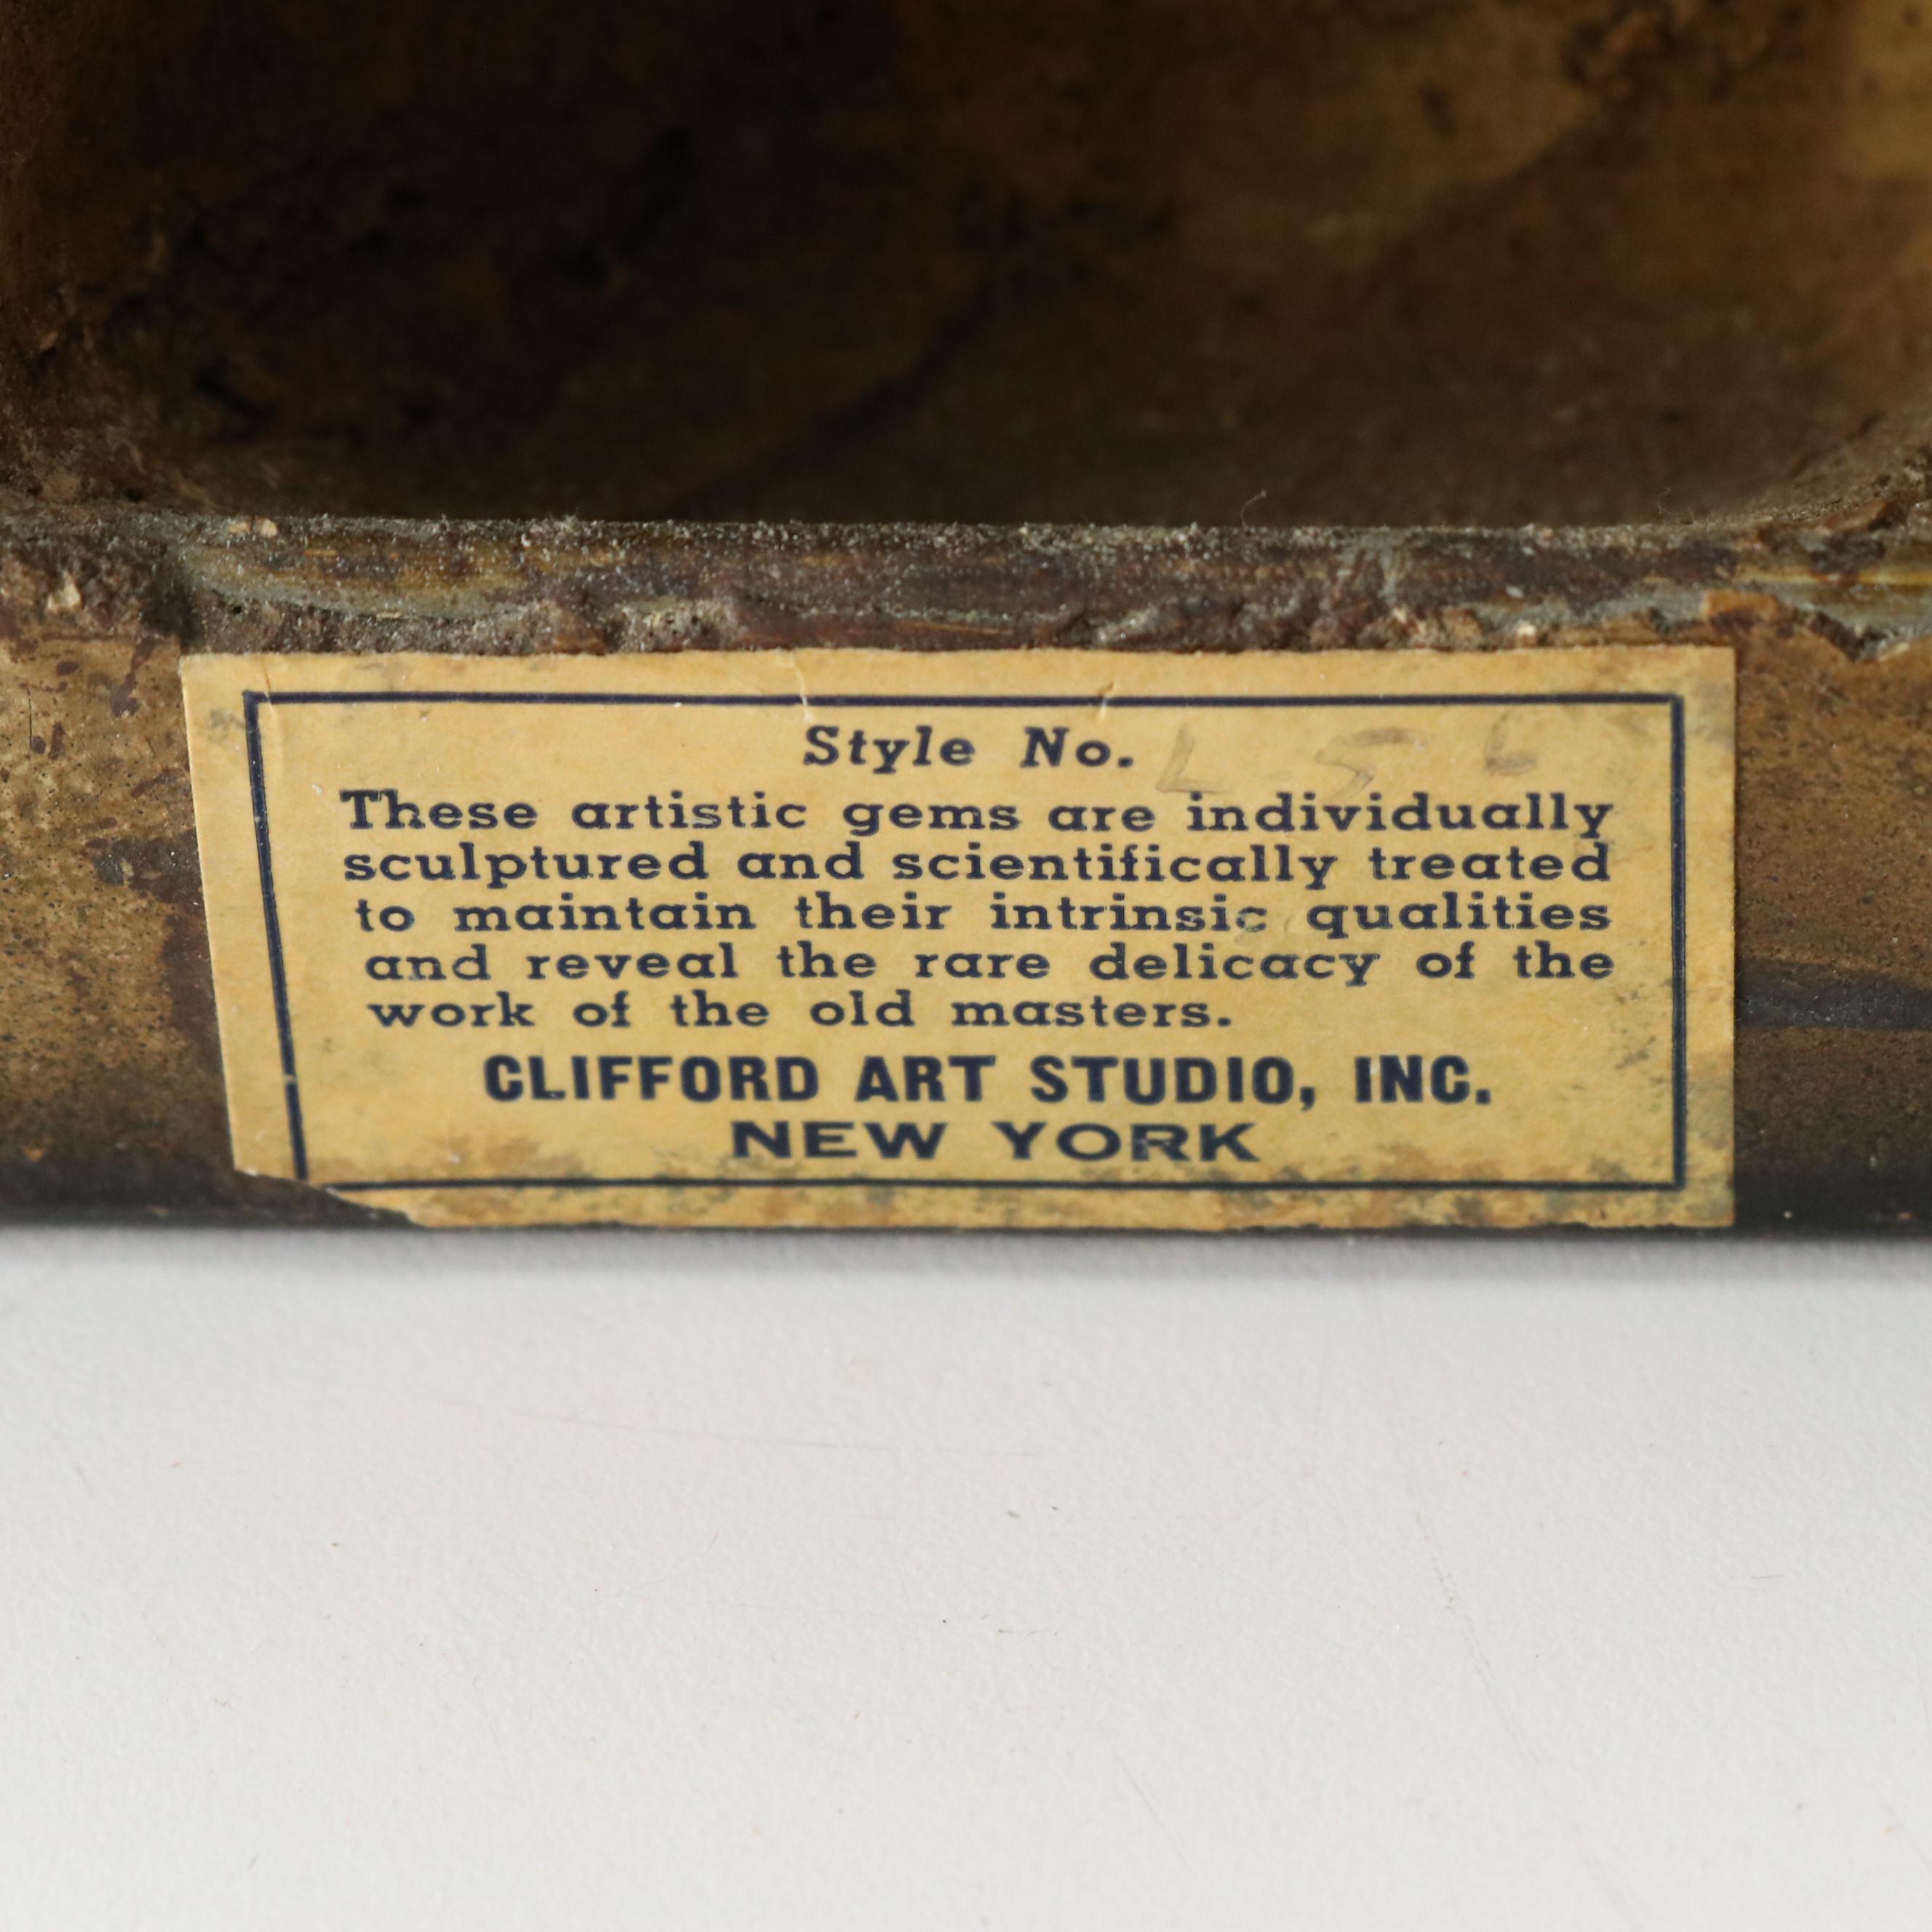 Style No. L-56
These artistic gems are individually
sculptured and scientifically treated
to maintain their intrinsic qualities
and reveal the rare delicacy of the
work of the old masters.
CLIFFORD ART STUDIO, INC.
NEW YORK